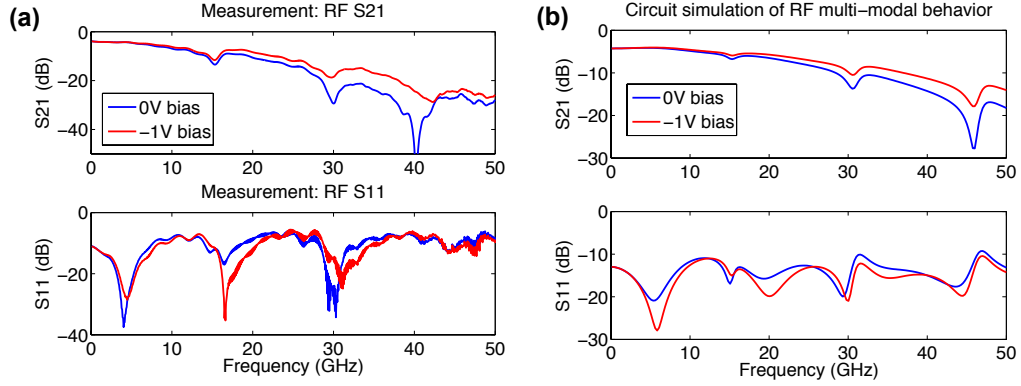 (a)
Measurement: RF S21
0
−20
−40
S21 (dB)
0V bias
−1V bias
0 10 20 30 40 50
Measurement: RF S11
0
−20
−40
S11 (dB)
0 10 20 30 40 50
Frequency (GHz)
(b)
Circuit simulation of RF multi−modal behavior
0
−10
−20
−30
S21 (dB)
0V bias
−1V bias
0 10 20 30 40 50
0
−10
−20
−30
S11 (dB)
0 10 20 30 40 50
Frequency (GHz)